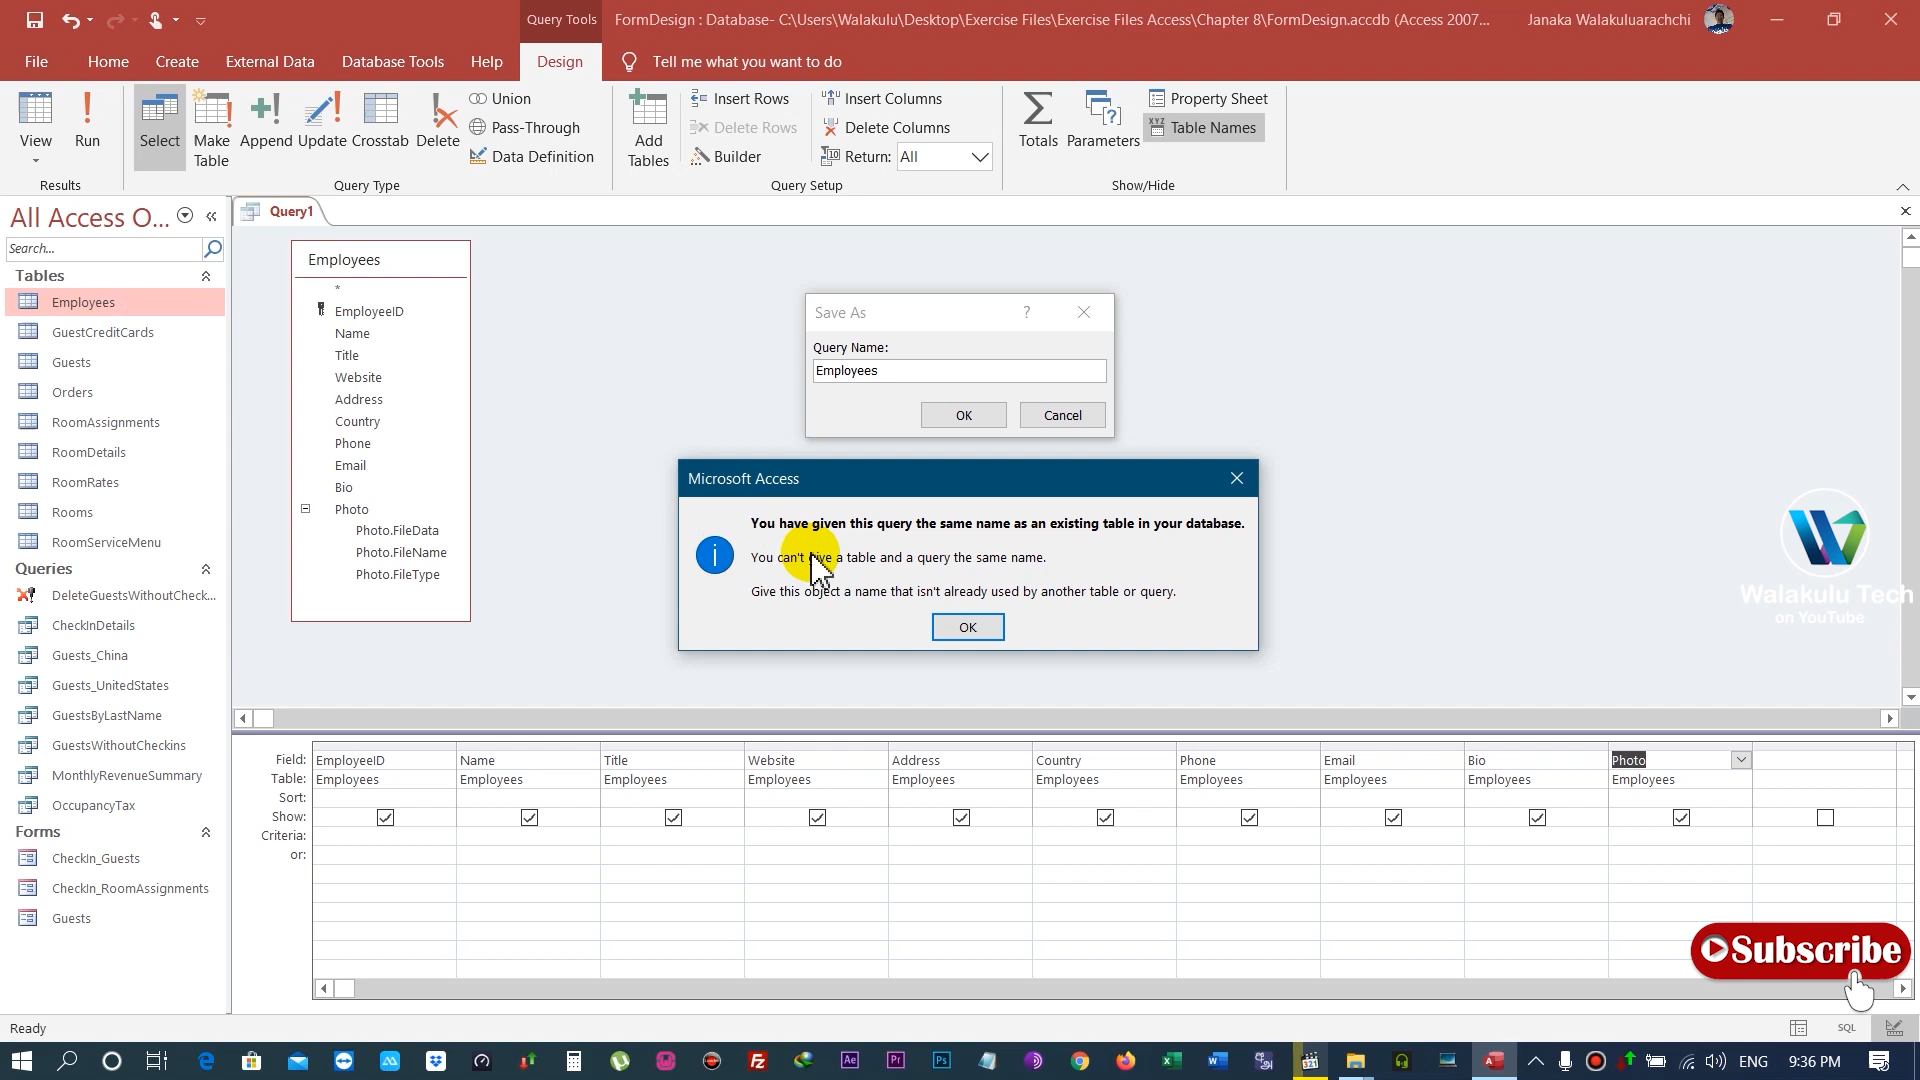 Query Tools
FormDesign : Database- C:\Users\Walakulu\Desktop\Exercise Files\Exercise Files Access\Chapter 8\FormDesign.accdb (Access 2007...
Janaka Walakuluarachchi
File Home Create External Data Database Tools Help Design Tell me what you want to do
View
Run
Results
Select
Make Table
Append
Update
Crosstab
Delete
Union
Pass-Through
Data Definition
Query Type
Add Tables
Insert Rows
Delete Rows
Builder
Insert Columns
Delete Columns
Return: All
Query Setup
Totals
Parameters
Property Sheet
Table Names
Show/Hide
All Access O...
Search...
Tables
Employees
GuestCreditCards
Guests
Orders
RoomAssignments
RoomDetails
RoomRates
Rooms
RoomServiceMenu
Queries
DeleteGuestsWithoutCheck...
CheckInDetails
Guests_China
Guests_UnitedStates
GuestsByLastName
GuestsWithoutCheckins
MonthlyRevenueSummary
OccupancyTax
Forms
CheckIn_Guests
CheckIn_RoomAssignments
Guests
Query1
Employees
*
EmployeeID
Name
Title
Website
Address
Country
Phone
Email
Bio
Photo
Photo.FileData
Photo.FileName
Photo.FileType
Save As ?
Query Name:
Employees
OK Cancel
Microsoft Access
You have given this query the same name as an existing table in your database.
You can't give a table and a query the same name.
Give this object a name that isn't already used by another table or query.
OK
Walakulu Tech
on YouTube
Field: EmployeeID Name Title Website Address Country Phone Email Bio Photo
Table: Employees Employees Employees Employees Employees Employees Employees Employees Employees Employees
Sort:
Show:
Criteria:
or:
Subscribe
Ready
SQL
ENG 9:36 PM